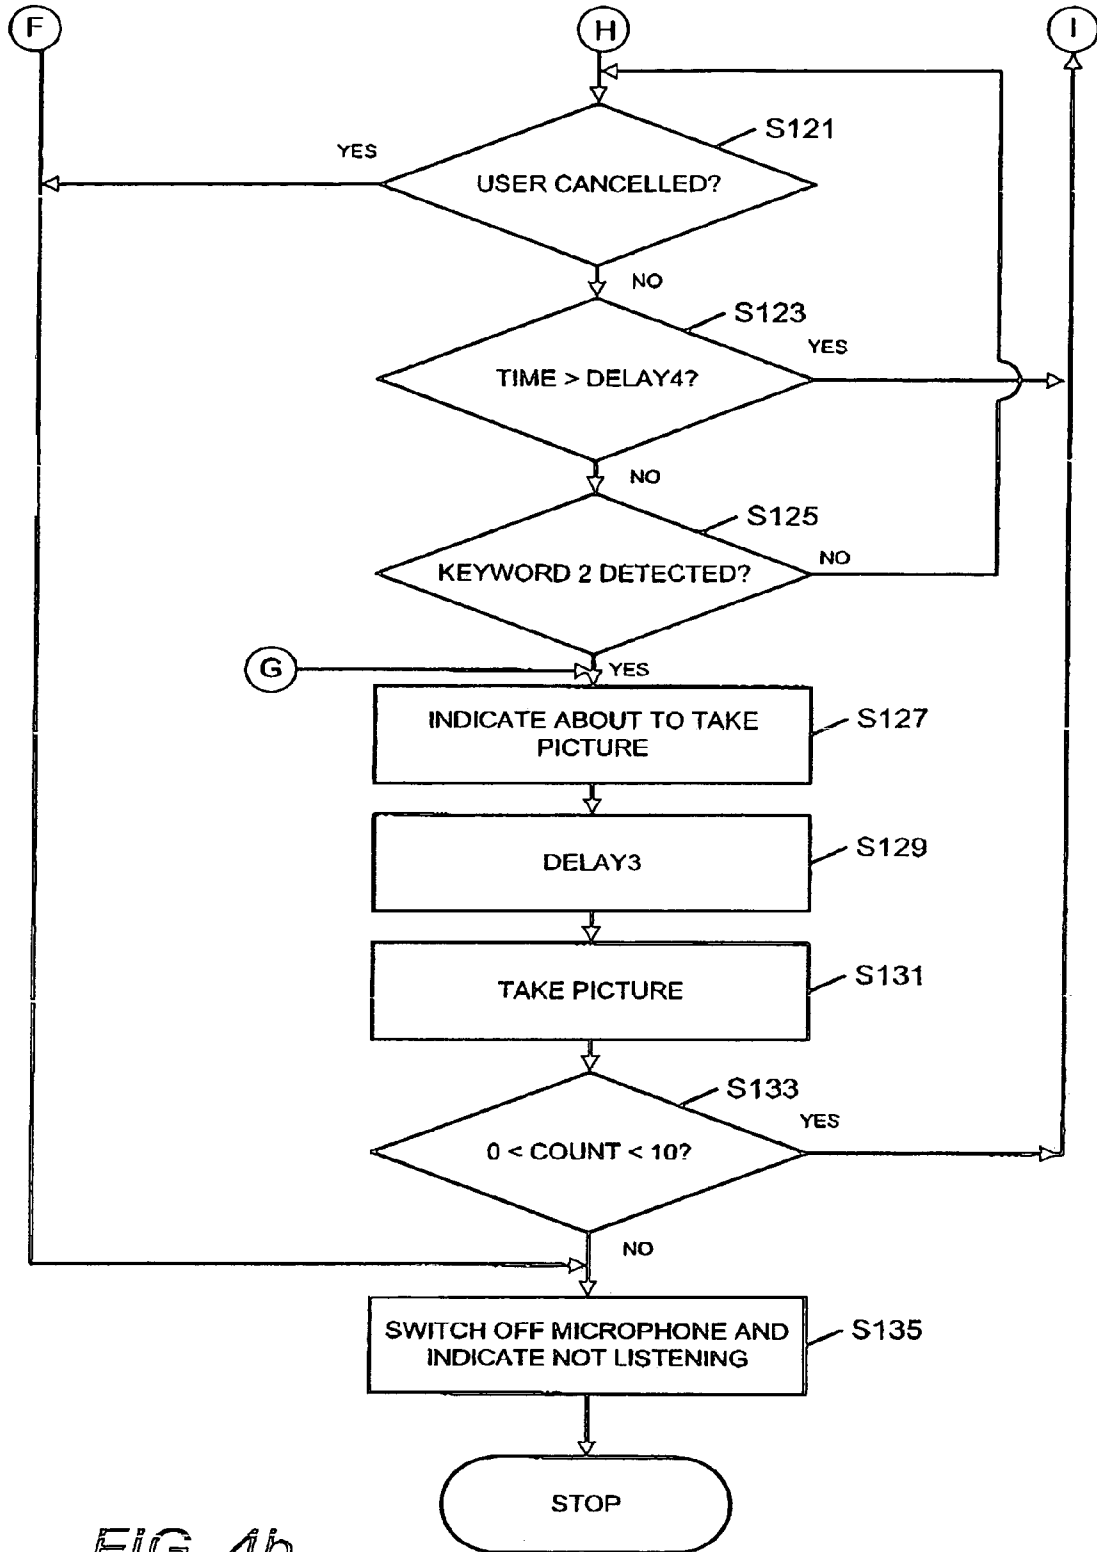 F
H
I
S121
YES
USER CANCELLED?
NO
S123
YES
TIME > DELAY4?
NO
S125
NO
KEYWORD 2 DETECTED?
G
YES
INDICATE ABOUT TO TAKE
PICTURE
S127
DELAY3
S129
TAKE PICTURE
S131
S133
YES
0 < COUNT < 10?
NO
SWITCH OFF MICROPHONE AND
INDICATE NOT LISTENING
S135
STOP
FIG. 4b